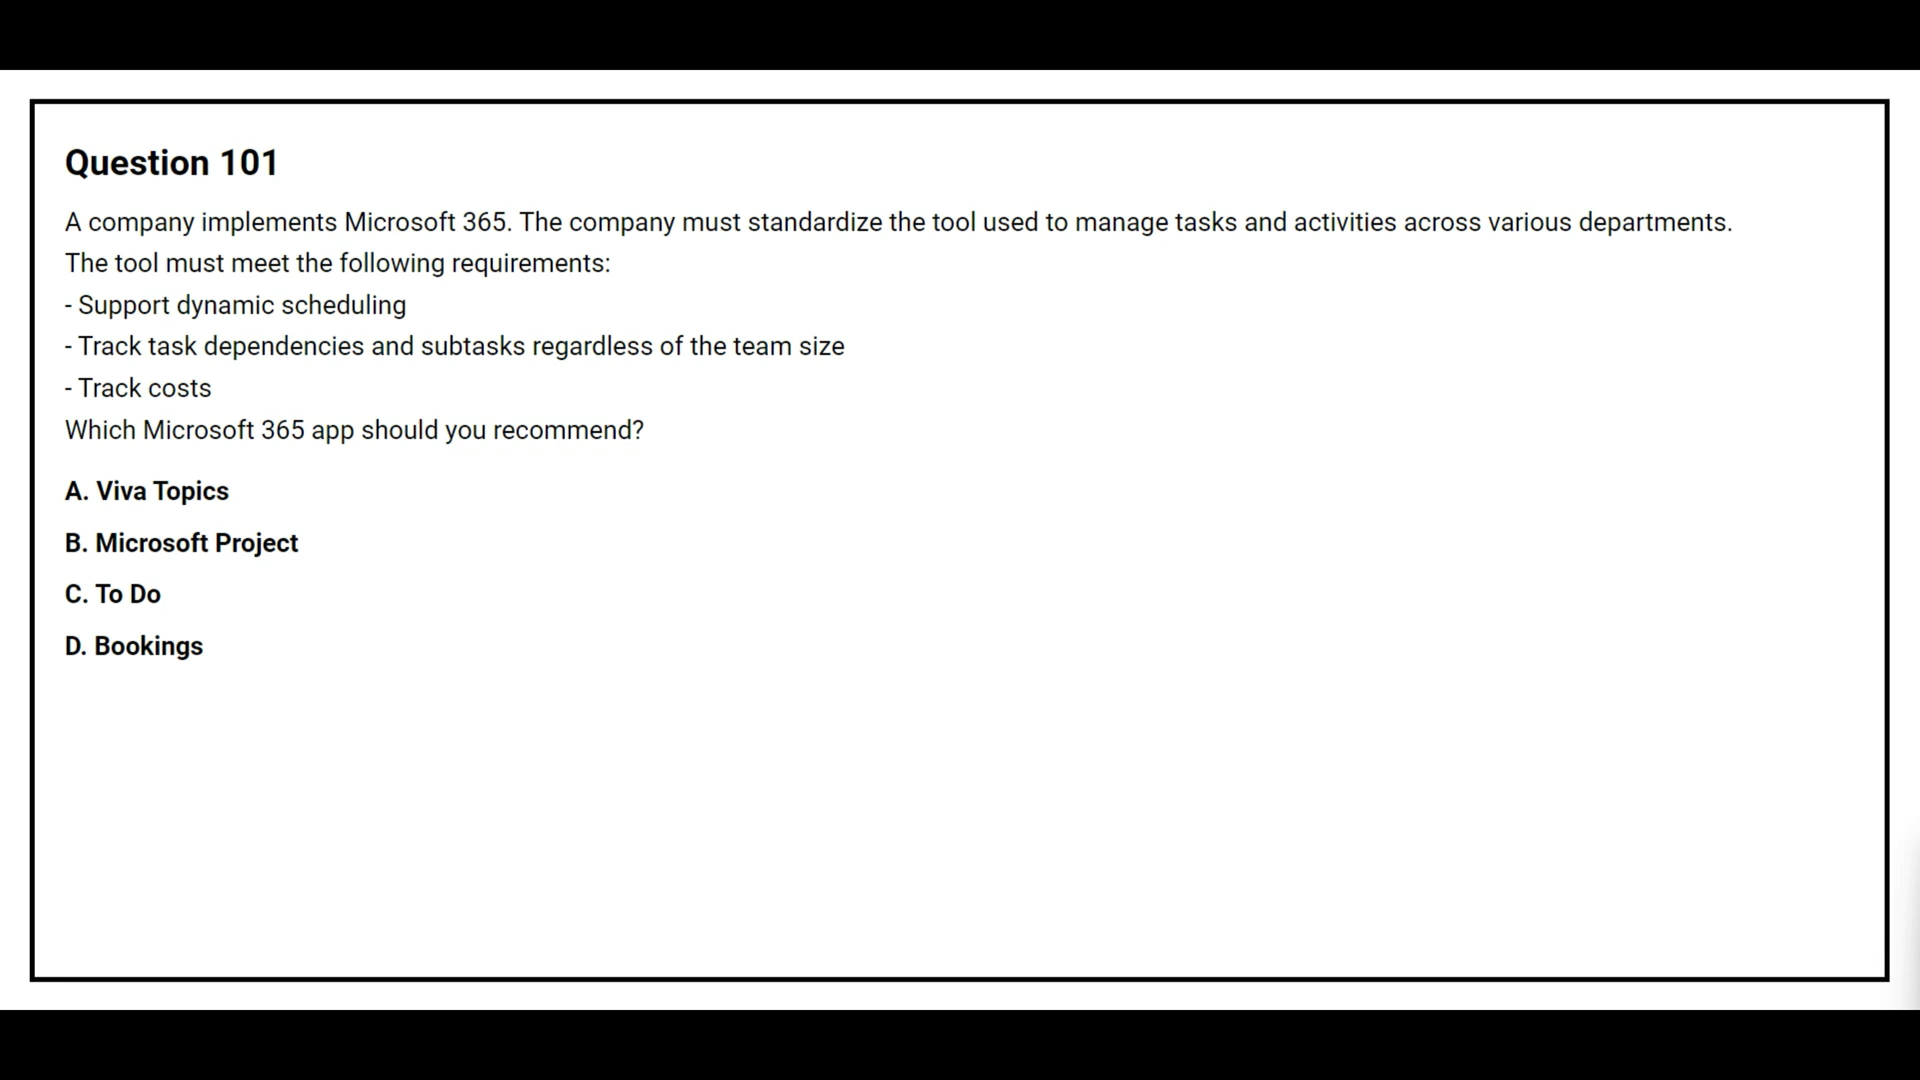 Question 101
A company implements Microsoft 365. The company must standardize the tool used to manage tasks and activities across various departments.
The tool must meet the following requirements:
- Support dynamic scheduling
- Track task dependencies and subtasks regardless of the team size
- Track costs
Which Microsoft 365 app should you recommend?
A. Viva Topics
B. Microsoft Project
C. To Do
D. Bookings